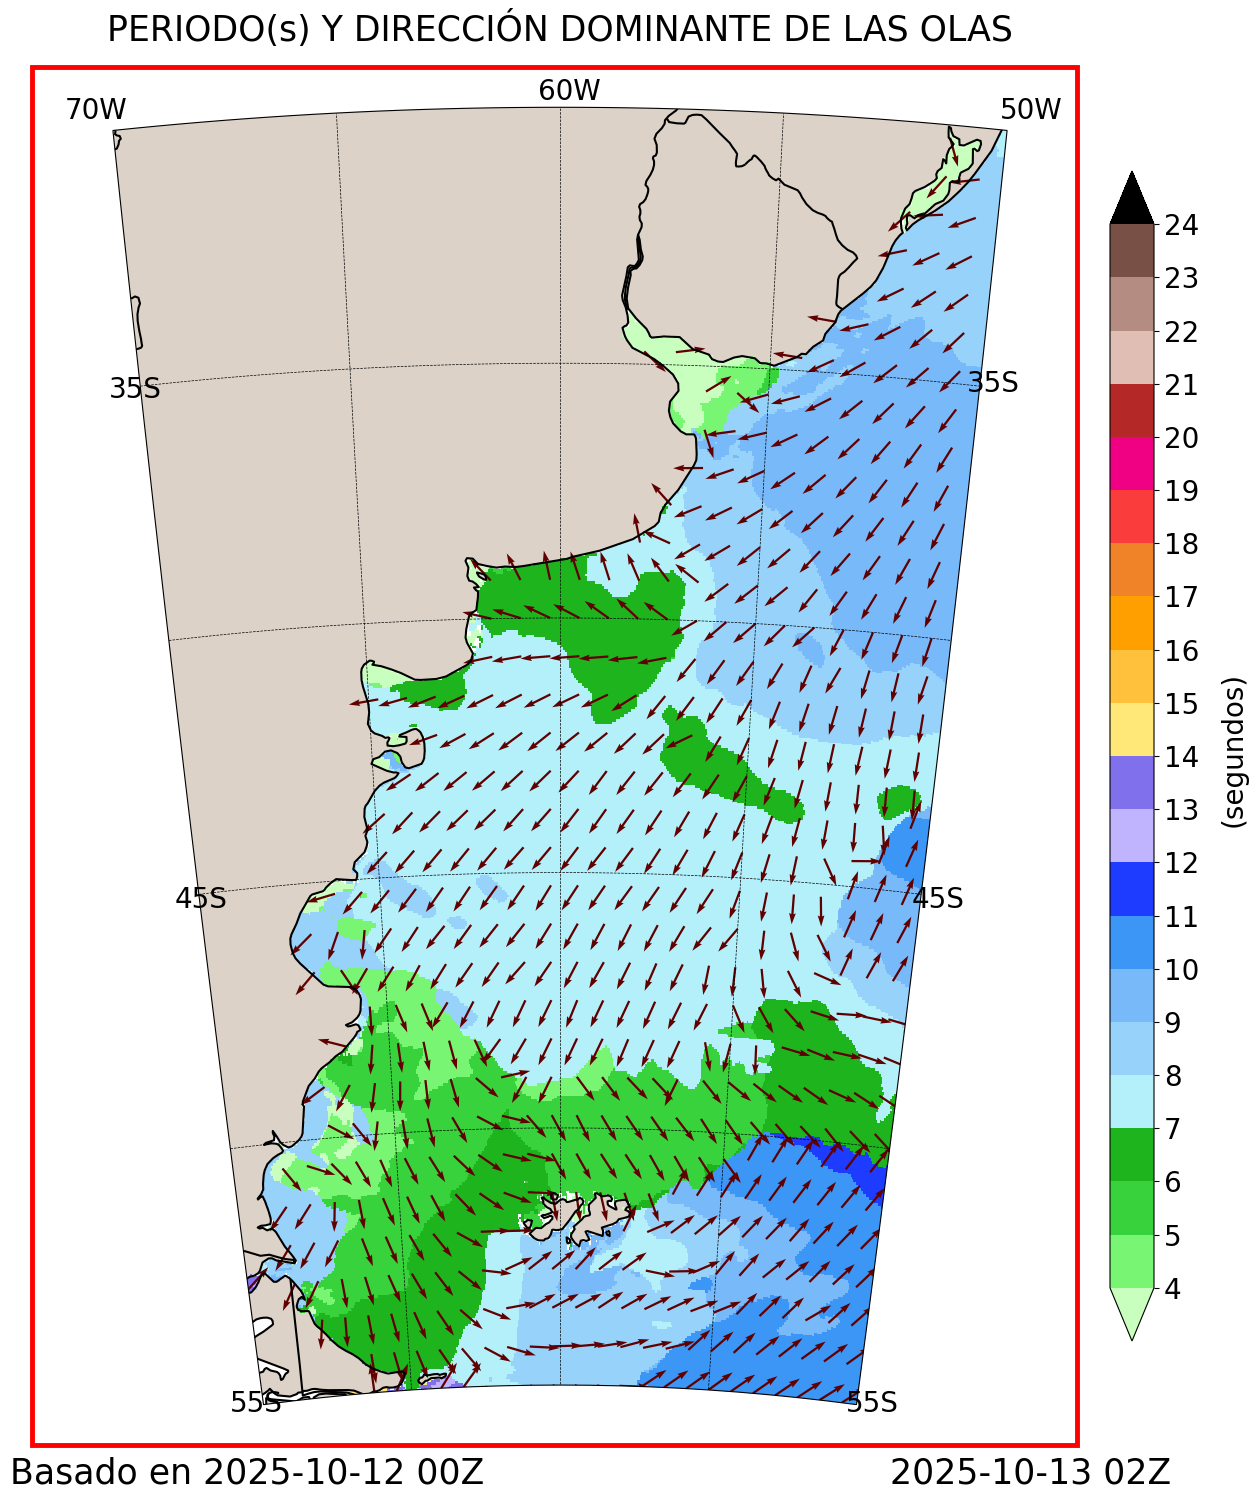 PERIODO(s) Y DIRECCIÓN DOMINANTE DE LAS OLAS
70W
60W
50W
35S
35S
45S
45S
55S
55S
24
23
22
21
20
19
18
17
16
15
14
13
12
11
10
9
8
7
6
5
4
(segundos)
Basado en 2025-10-12 00Z
2025-10-13 02Z